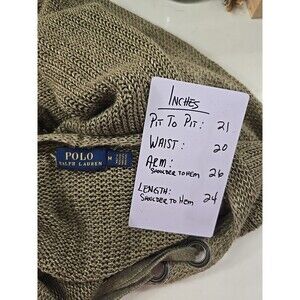 INCHES
PIT TO PIT: 21
WAIST: 20
ARM:
SHOULDER TO HEM 26
LENGTH:
SHOULDER TO HEM 24
POLO
RALPH LAUREN
M